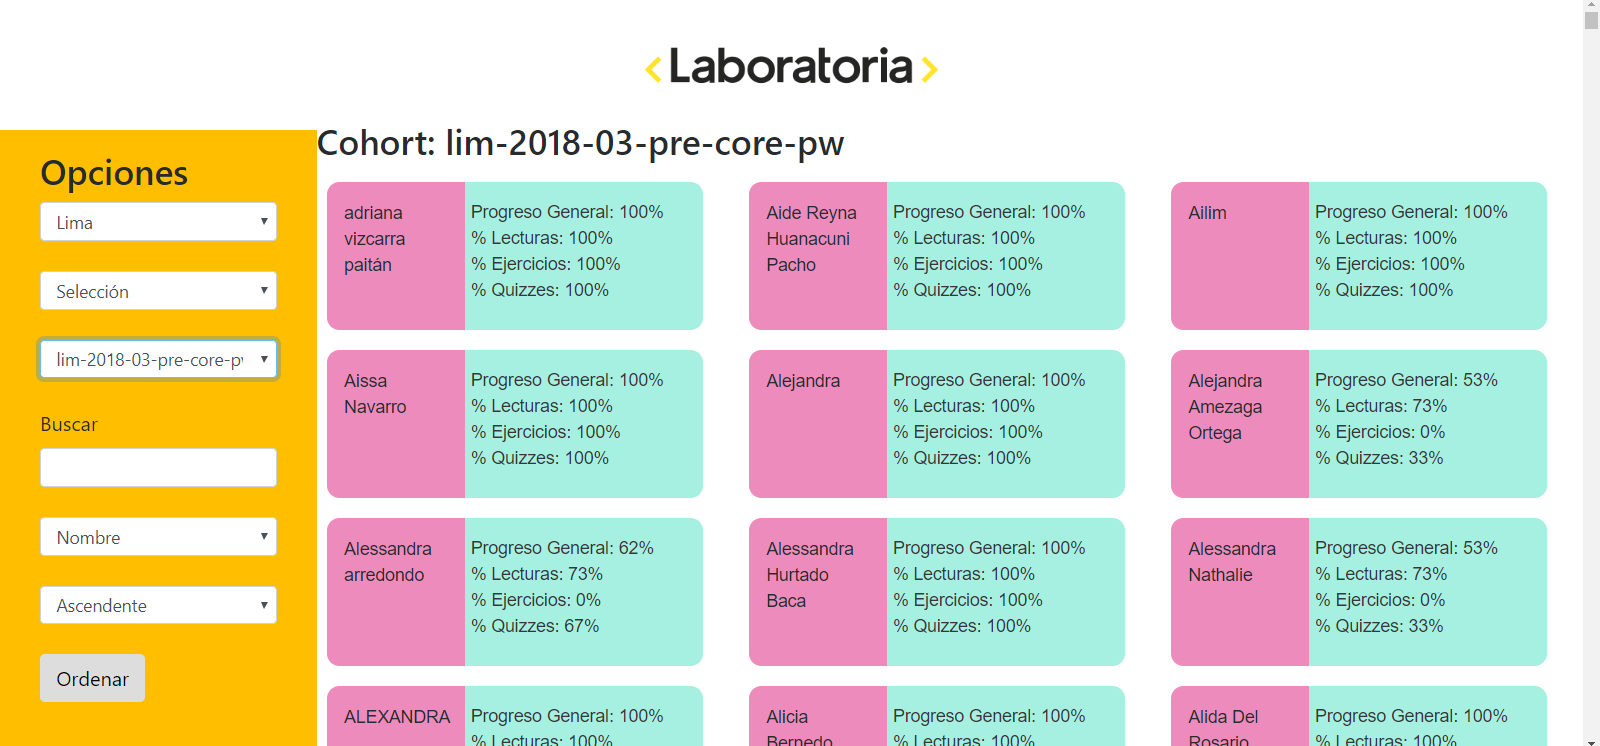 <Laboratoria>
Cohort: lim-2018-03-pre-core-pw
Opciones
Lima
Selección
lim-2018-03-pre-core-pw
Buscar
Nombre
Ascendente
Ordenar
adriana
vizcarra
paitán
Progreso General: 100%
% Lecturas: 100%
% Ejercicios: 100%
% Quizzes: 100%
Aide Reyna
Huanacuni
Pacho
Progreso General: 100%
% Lecturas: 100%
% Ejercicios: 100%
% Quizzes: 100%
Ailim
Progreso General: 100%
% Lecturas: 100%
% Ejercicios: 100%
% Quizzes: 100%
Aissa
Navarro
Progreso General: 100%
% Lecturas: 100%
% Ejercicios: 100%
% Quizzes: 100%
Alejandra
Progreso General: 100%
% Lecturas: 100%
% Ejercicios: 100%
% Quizzes: 100%
Alejandra
Amezaga
Ortega
Progreso General: 53%
% Lecturas: 73%
% Ejercicios: 0%
% Quizzes: 33%
Alessandra
arredondo
Progreso General: 62%
% Lecturas: 73%
% Ejercicios: 0%
% Quizzes: 67%
Alessandra
Hurtado
Baca
Progreso General: 100%
% Lecturas: 100%
% Ejercicios: 100%
% Quizzes: 100%
Alessandra
Nathalie
Progreso General: 53%
% Lecturas: 73%
% Ejercicios: 0%
% Quizzes: 33%
ALEXANDRA
Progreso General: 100%
% Lecturas: 100%
Alicia
Bernedo
Progreso General: 100%
% Lecturas: 100%
Alida Del
Rosario
Progreso General: 100%
% Lecturas: 100%